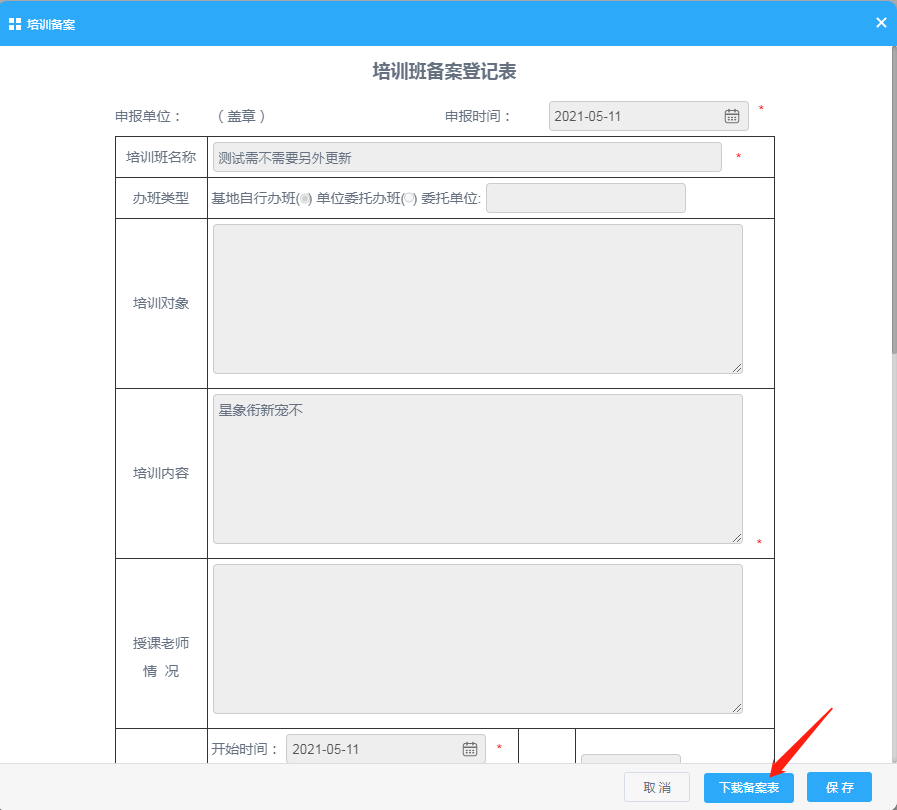 培训备案
培训班备案登记表
申报单位： （ 盖章 ） 申报时间： 2021-05-11 *
培训班名称 测试需不需要另外更新 *
办班类型 基地自行办班( ) 单位委托办班( ) 委托单位:
培训对象
培训内容 星象衔新宠不 *
授课老师
情 况
开始时间： 2021-05-11 *
取 消 下载备案表 保 存